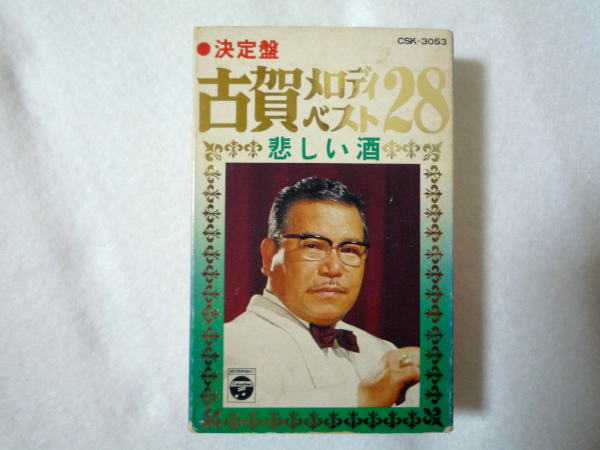 CSK-3053
●決定盤
古賀メロディ
ベスト28
悲しい酒